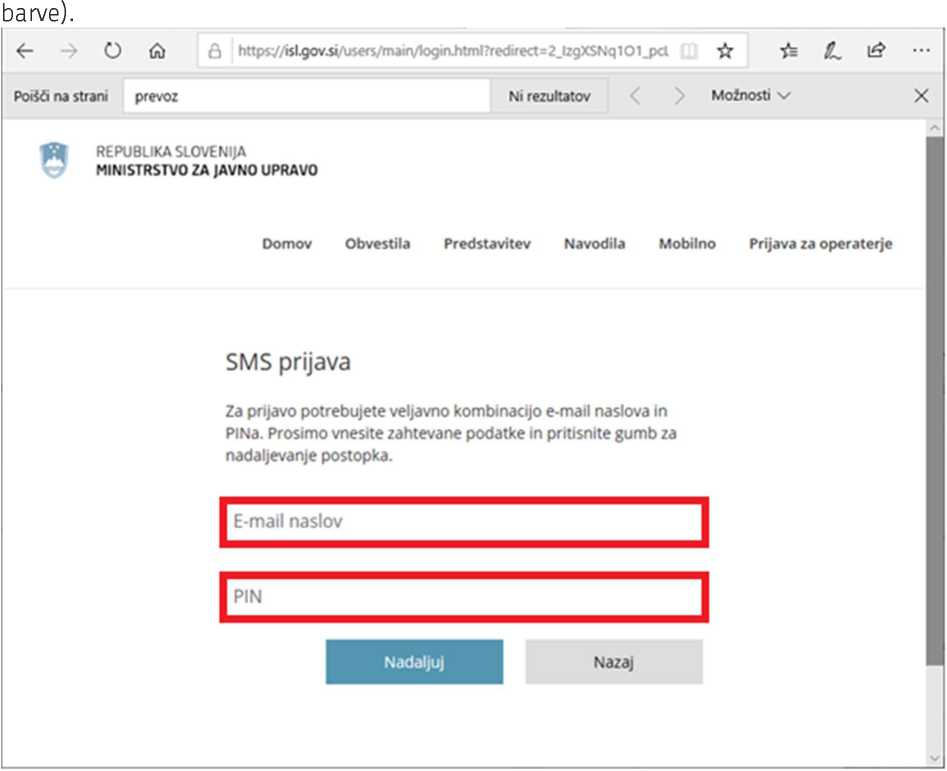 barve).
https://isl.gov.si/users/main/login.html?redirect=2_IzgXSNq1O1_pcL
Poišči na strani prevoz Ni rezultatov Možnosti
REPUBLIKA SLOVENIJA
MINISTRSTVO ZA JAVNO UPRAVO
Domov Obvestila Predstavitev Navodila Mobilno Prijava za operaterje
SMS prijava
Za prijavo potrebujete veljavno kombinacijo e-mail naslova in
PINa. Prosimo vnesite zahtevane podatke in pritisnite gumb za
nadaljevanje postopka.
E-mail naslov
PIN
Nadaljuj Nazaj